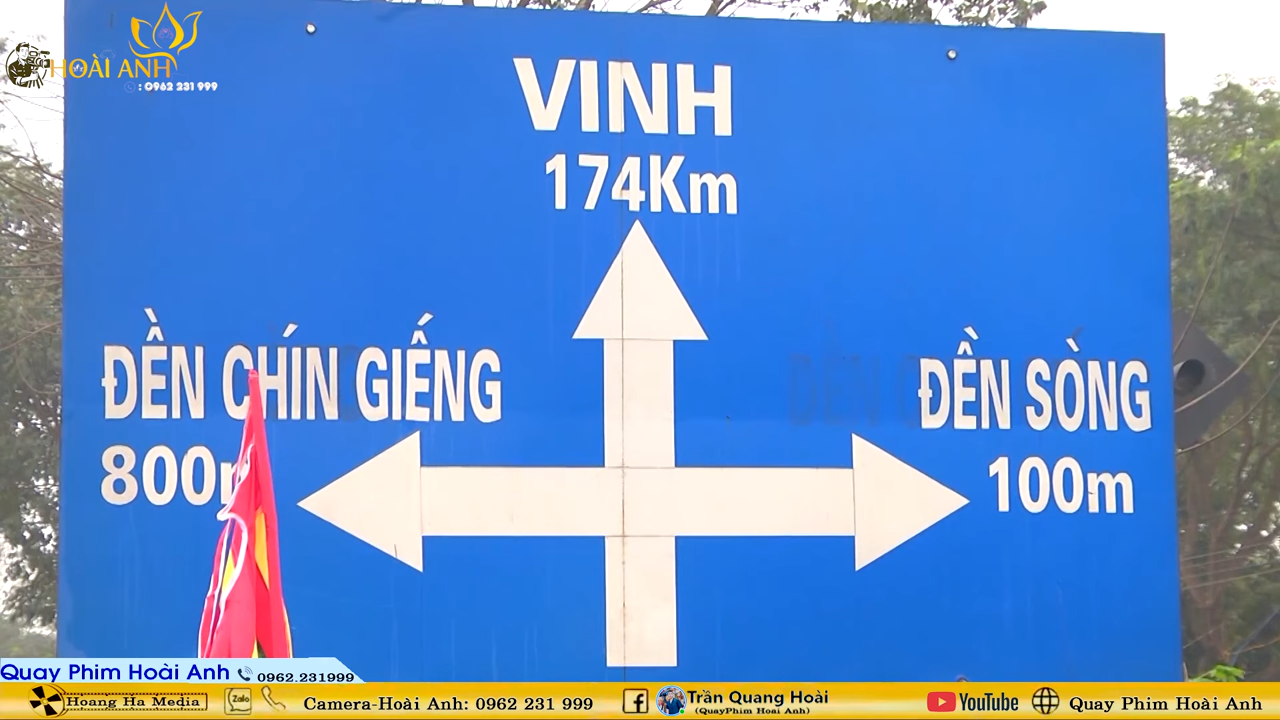 HOÀI ANH
: 0962 231 999
VINH
174Km
ĐỀN CHÍN GIẾNG
800m
ĐỀN SÒNG
100m
Quay Phim Hoài Anh 0962.231999
Hoang Ha Media
Zalo
Camera-Hoài Anh: 0962 231 999
Trần Quang Hoài
(QuayPhim Hoai Anh)
YouTube
Quay Phim Hoài Anh